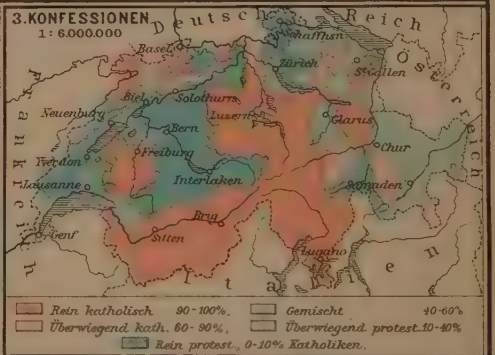 3. KONFESSIONEN
1:6.000.000
Deutsch Reich
Basel
Schaffhsn
Zürich
St. Gallen
Österreich
Frankreich
Biel
Solothurn
Luzern
Glarus
Neuenburg
Bern
Chur
Yverdon
Freiburg
Lausanne
Interlaken
Samaden
Genf
Sitten
Brig
Lugano
Italien
Rein katholisch 90-100%.
Gemischt 40-60%
Überwiegend kath. 60-90%,
Überwiegend protest. 10-40%
Rein protest., 0-10% Katholiken.